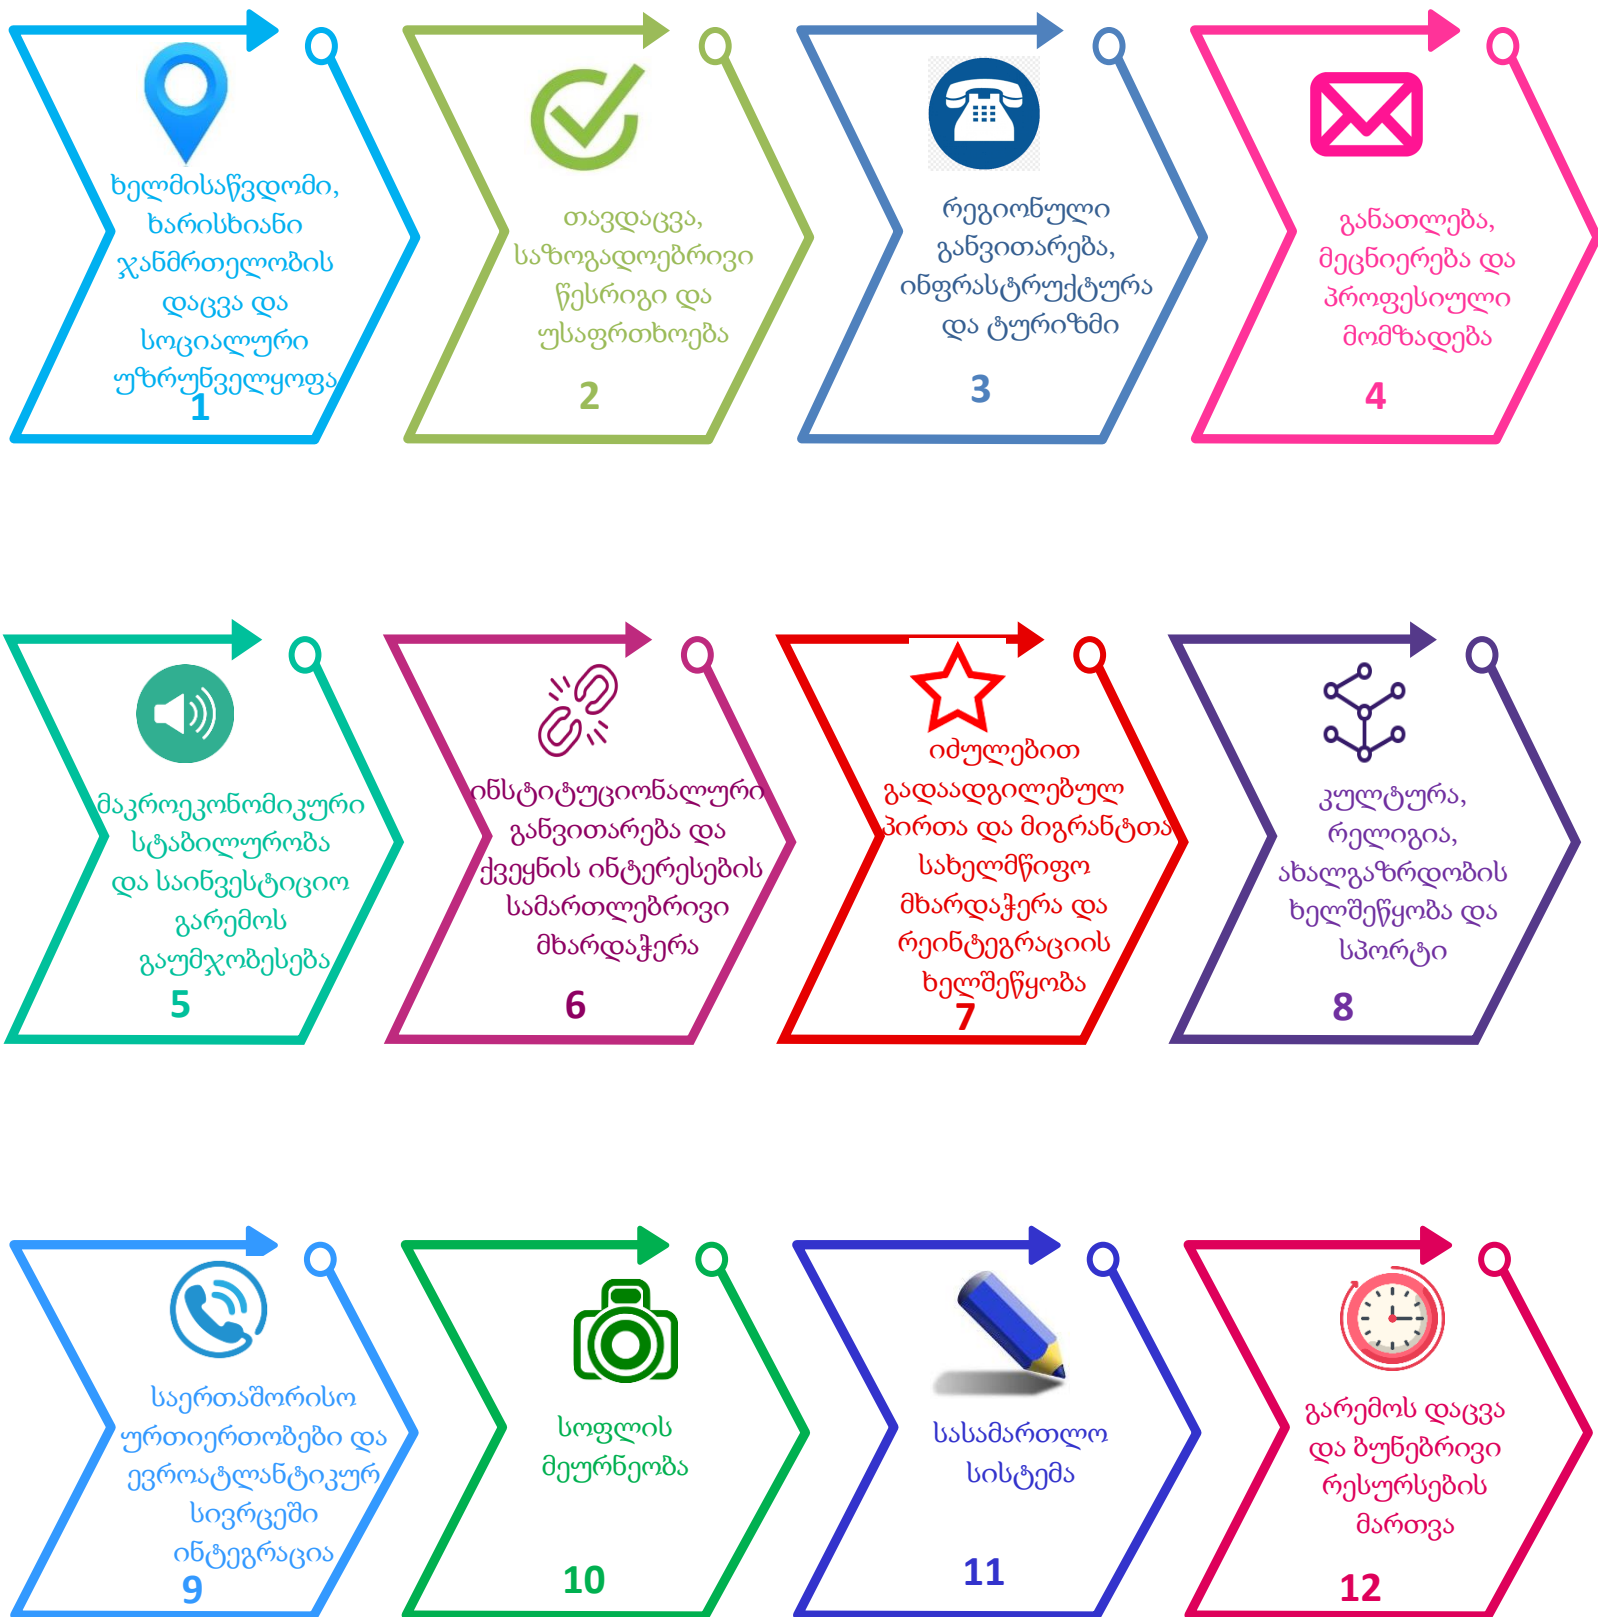 ხელმისაწვდომი,
ხარისხიანი
ჯანმრთელობის
დაცვა და
სოციალური
უზრუნველყოფა
1
თავდაცვა,
საზოგადოებრივი
წესრიგი და
უსაფრთხოება
2
რეგიონული
განვითარება,
ინფრასტრუქტურა
და ტურიზმი
3
განათლება,
მეცნიერება და
პროფესიული
მომზადება
4
მაკროეკონომიკური
სტაბილურობა
და საინვესტიციო
გარემოს
გაუმჯობესება
5
ინსტიტუციონალური
განვითარება და
ქვეყნის ინტერესების
სამართლებრივი
მხარდაჭერა
6
იძულებით
გადაადგილებულ
პირთა და მიგრანტთა
სახელმწიფო
მხარდაჭერა და
რეინტეგრაციის
ხელშეწყობა
7
კულტურა,
რელიგია,
ახალგაზრდობის
ხელშეწყობა და
სპორტი
8
საერთაშორისო
ურთიერთობები და
ევროატლანტიკურ
სივრცეში
ინტეგრაცია
9
სოფლის
მეურნეობა
10
სასამართლო
სისტემა
11
გარემოს დაცვა
და ბუნებრივი
რესურსების
მართვა
12